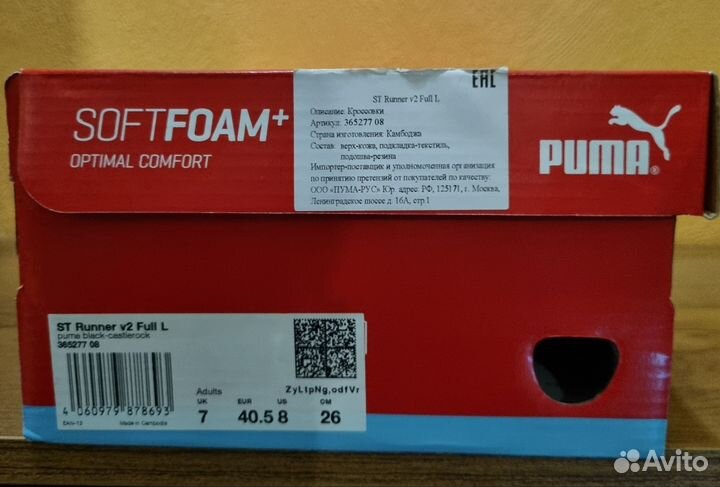 SOFTFOAM+
OPTIMAL COMFORT
EAC
ST Runner v2 Full L
Описание: Кроссовки
Артикул: 365277 08
Страна изготовления: Камбоджа
Состав: верх-кожа, подкладка-текстиль,
подошва-резина
Импортер-поставщик и уполномоченная организация
по принятию претензий от покупателей по качеству:
ООО «ПУМА-РУС» Юр. адрес: РФ, 125171, г. Москва,
Ленинградское шоссе д. 16А, стр.1
PUMA®
ST Runner v2 Full L
puma black-castlerock
365277 08
4 060979 878693
EAN-13 Made in Cambodia
ZyLtpNg,odfVr
Adults
UK EUR US CM
7 40.5 8 26
Avito